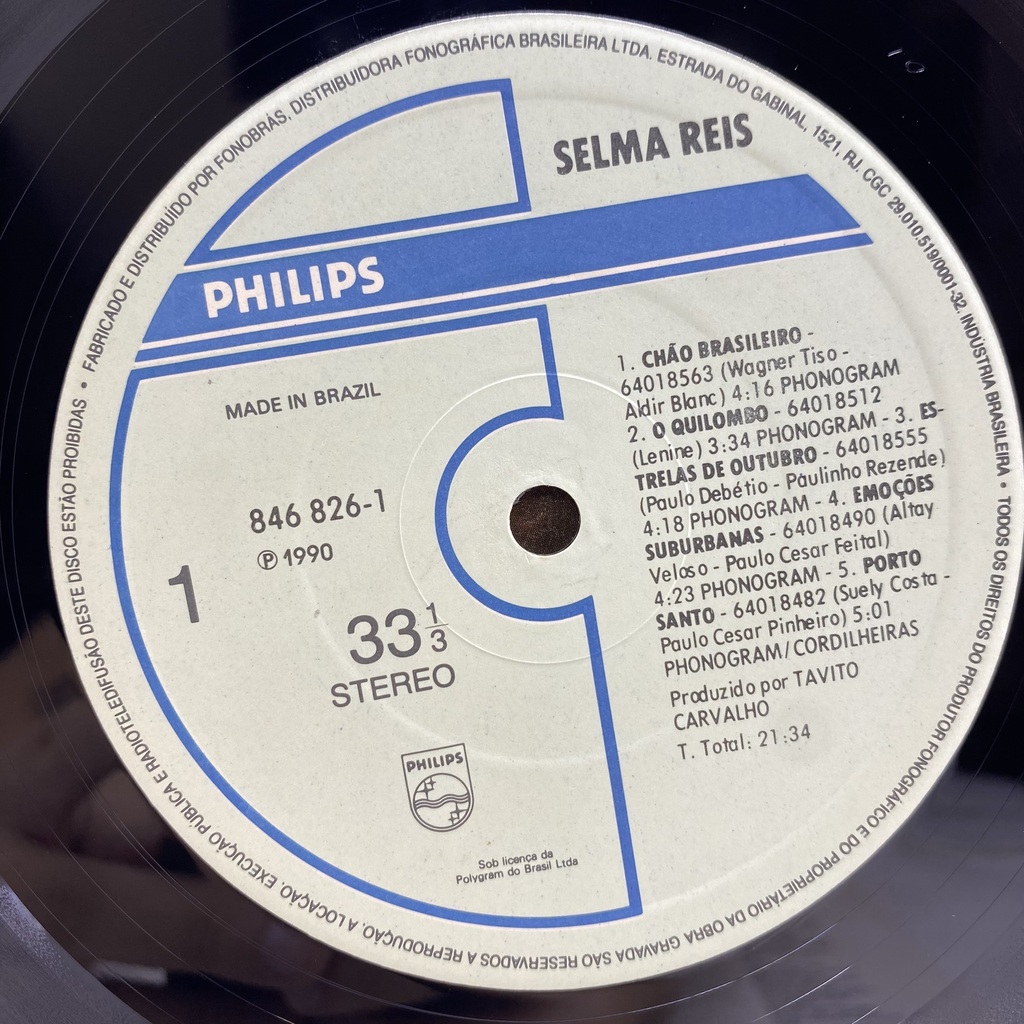 FABRICADO E DISTRIBUÍDO POR FONOBRÁS. DISTRIBUIDORA FONOGRÁFICA BRASILEIRA LTDA. ESTRADA DO GABINAL, 1521, RJ. CGC 29.010.519/0001-32. INDÚSTRIA BRASILEIRA • TODOS OS DIREITOS DO PRODUTOR FONOGRÁFICO E DO PROPRIETÁRIO DA OBRA GRAVADA SÃO RESERVADOS A REPRODUÇÃO. A LOCAÇÃO. EXECUÇÃO PÚBLICA E RADIOTELEDIFUSÃO DESTE DISCO ESTÃO PROIBIDAS •
SELMA REIS
PHILIPS
MADE IN BRAZIL
846 826-1
℗ 1990
1
33 1/3
STEREO
PHILIPS
Sob licença da
Polygram do Brasil Ltda
1. CHÃO BRASILEIRO -
64018563 (Wagner Tiso -
Aldir Blanc) 4:16 PHONOGRAM
2. O QUILOMBO - 64018512
(Lenine) 3:34 PHONOGRAM - 3. ES-
TRELAS DE OUTUBRO - 64018555
(Paulo Debétio - Paulinho Rezende)
4:18 PHONOGRAM - 4. EMOÇÕES
SUBURBANAS - 64018490 (Altay
Veloso - Paulo Cesar Feital)
4:23 PHONOGRAM - 5. PORTO
SANTO - 64018482 (Suely Costa -
Paulo Cesar Pinheiro) 5:01
PHONOGRAM/CORDILHEIRAS
Produzido por TAVITO
CARVALHO
T. Total: 21:34